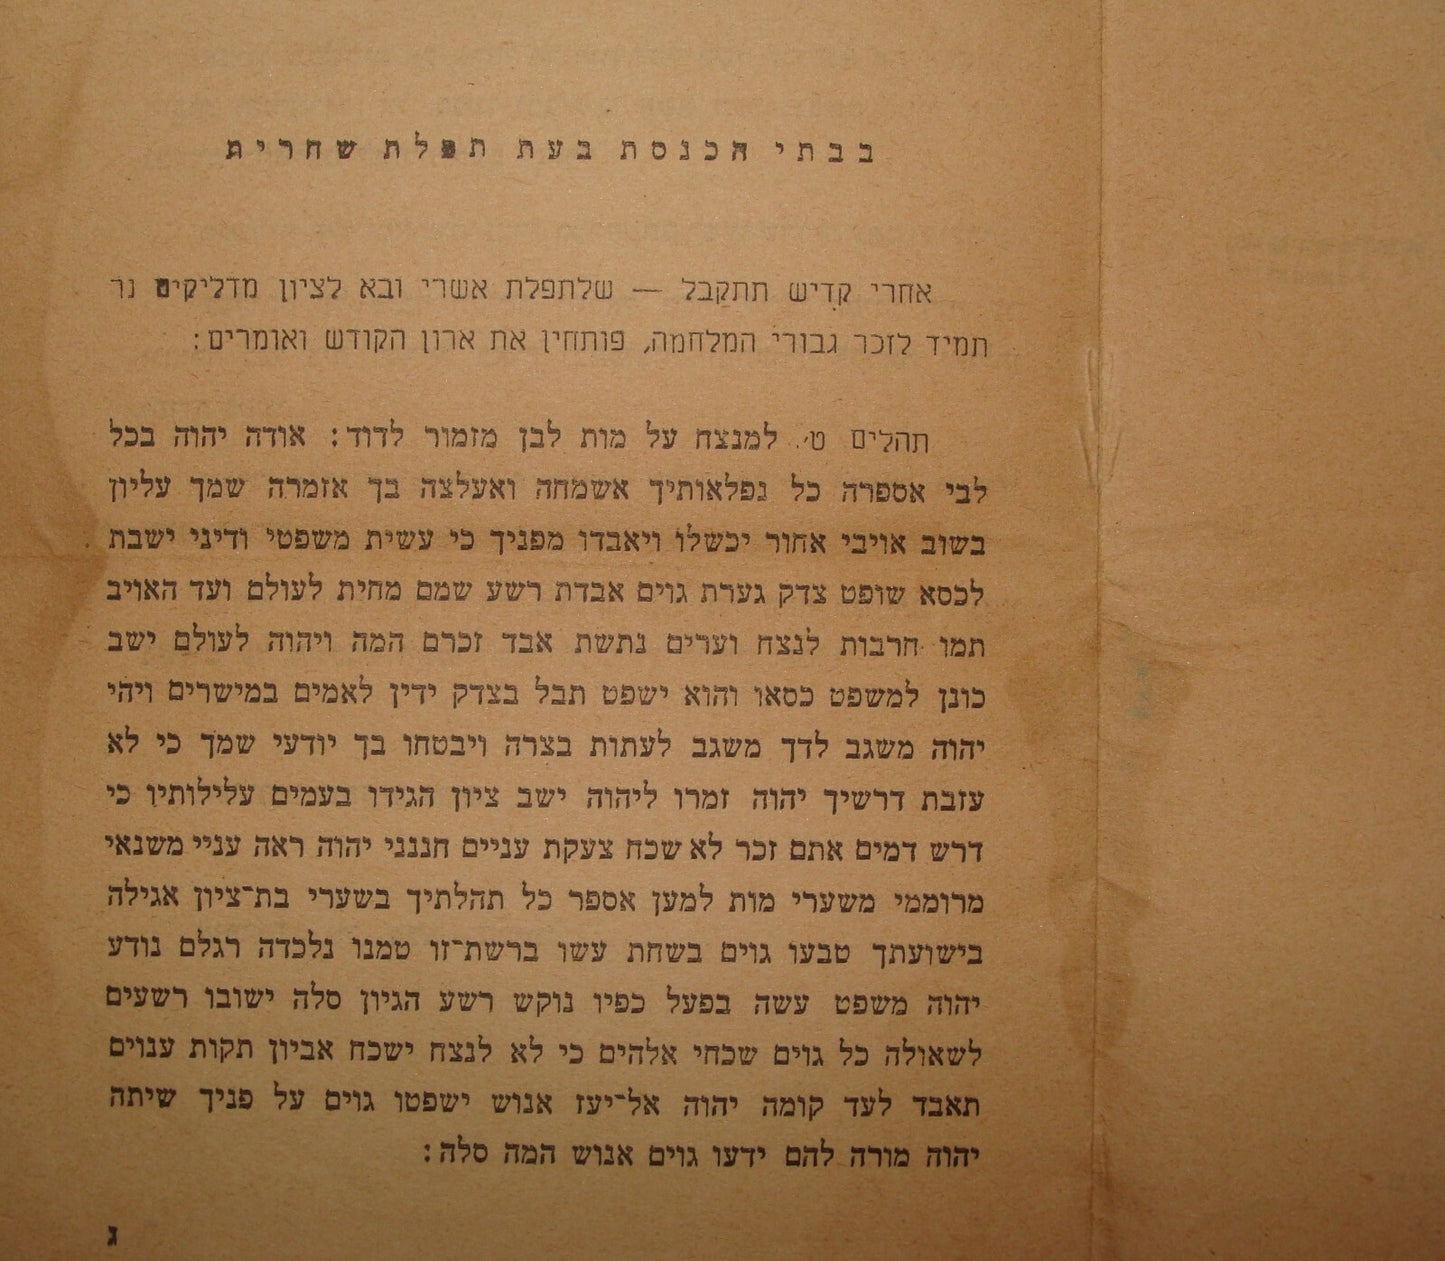 בבתי הכנסת בעת תפלת שחרית
אחרי קדיש תתקבל — שלתפלת אשרי ובא לציון מדליקים נר
תמיד לזכר גבורי המלחמה, פותחין את ארון הקודש ואומרים:
תהלים ט׳. למנצח על מות לבן מזמור לדוד: אודה יהוה בכל
לבי אספרה כל נפלאותיך אשמחה ואעלצה בך אזמרה שמך עליון
בשוב אויבי אחור יכשלו ויאבדו מפניך כי עשית משפטי ודיני ישבת
לכסא שופט צדק גערת גוים אבדת רשע שמם מחית לעולם ועד האויב
תמו חרבות לנצח וערים נתשת אבד זכרם המה ויהוה לעולם ישב
כונן למשפט כסאו והוא ישפט תבל בצדק ידין לאמים במישרים ויהי
יהוה משגב לדך משגב לעתות בצרה ויבטחו בך יודעי שמך כי לא
עזבת דרשיך יהוה זמרו ליהוה ישב ציון הגידו בעמים עלילותיו כי
דרש דמים אתם זכר לא שכח צעקת עניים חננני יהוה ראה עניי משנאי
מרוממי משערי מות למען אספר כל תהלתיך בשערי בת־ציון אגילה
בישועתך טבעו גוים בשחת עשו ברשת־זו טמנו נלכדה רגלם נודע
יהוה משפט עשה בפעל כפיו נוקש רשע הגיון סלה ישובו רשעים
לשאולה כל גוים שכחי אלהים כי לא לנצח ישכח אביון תקות ענוים
תאבד לעד קומה יהוה אל־יעז אנוש ישפטו גוים על פניך שיתה
יהוה מורה להם ידעו גוים אנוש המה סלה:
ג